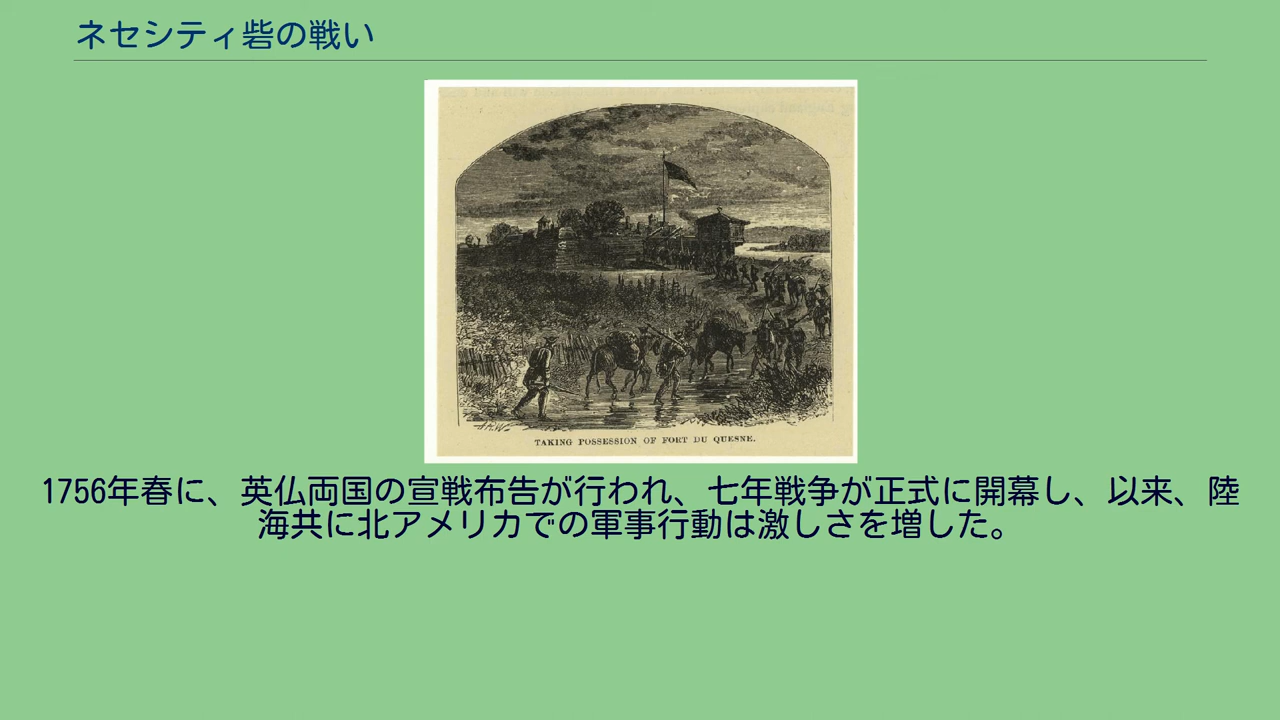 ネセシティ砦の戦い
TAKING POSSESSION OF FORT DU QUESNE.
1756年春に、英仏両国の宣戦布告が行われ、七年戦争が正式に開幕し、以来、陸
海共に北アメリカでの軍事行動は激しさを増した。